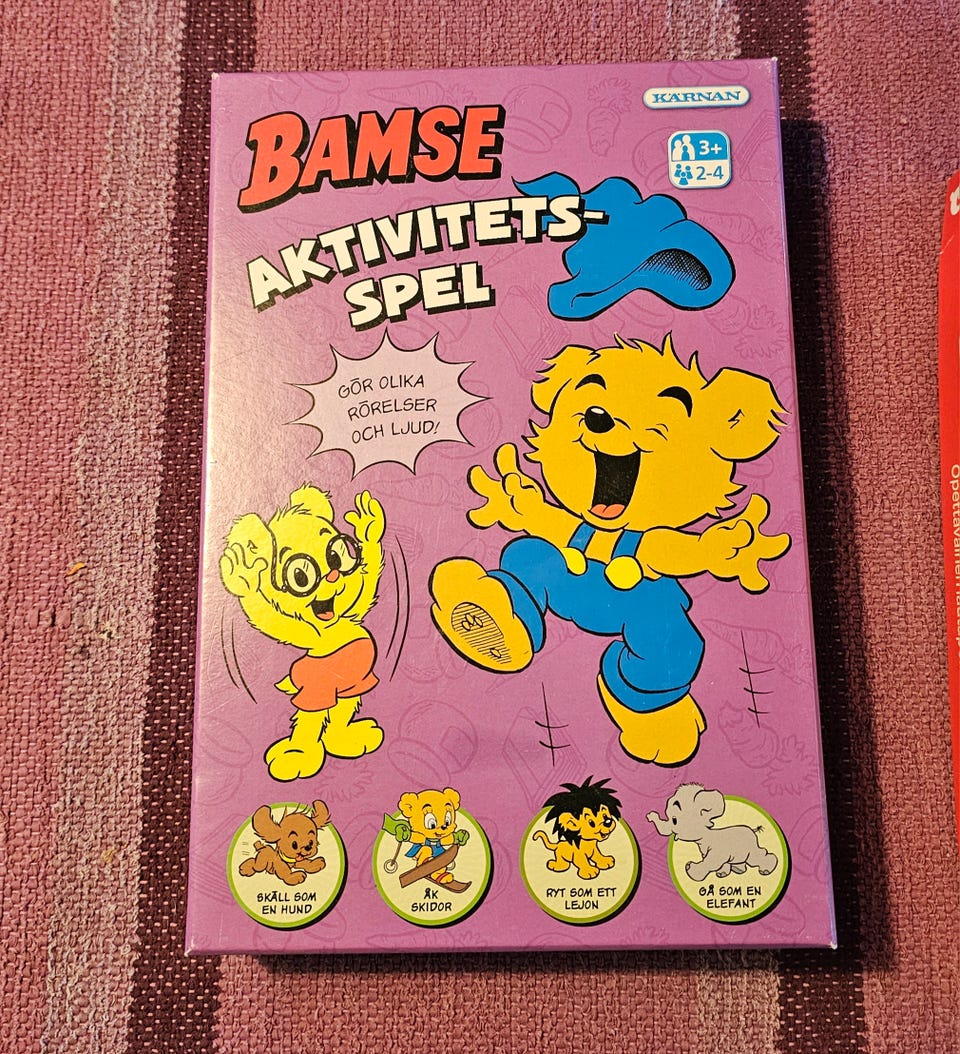 KÄRNAN
BAMSE
3+
2-4
AKTIVITETS-
SPEL
GÖR OLIKA
RÖRELSER
OCH LJUD!
SKÄLL SOM
EN HUND
ÅK
SKIDOR
RYT SOM ETT
LEJON
GÅ SOM EN
ELEFANT